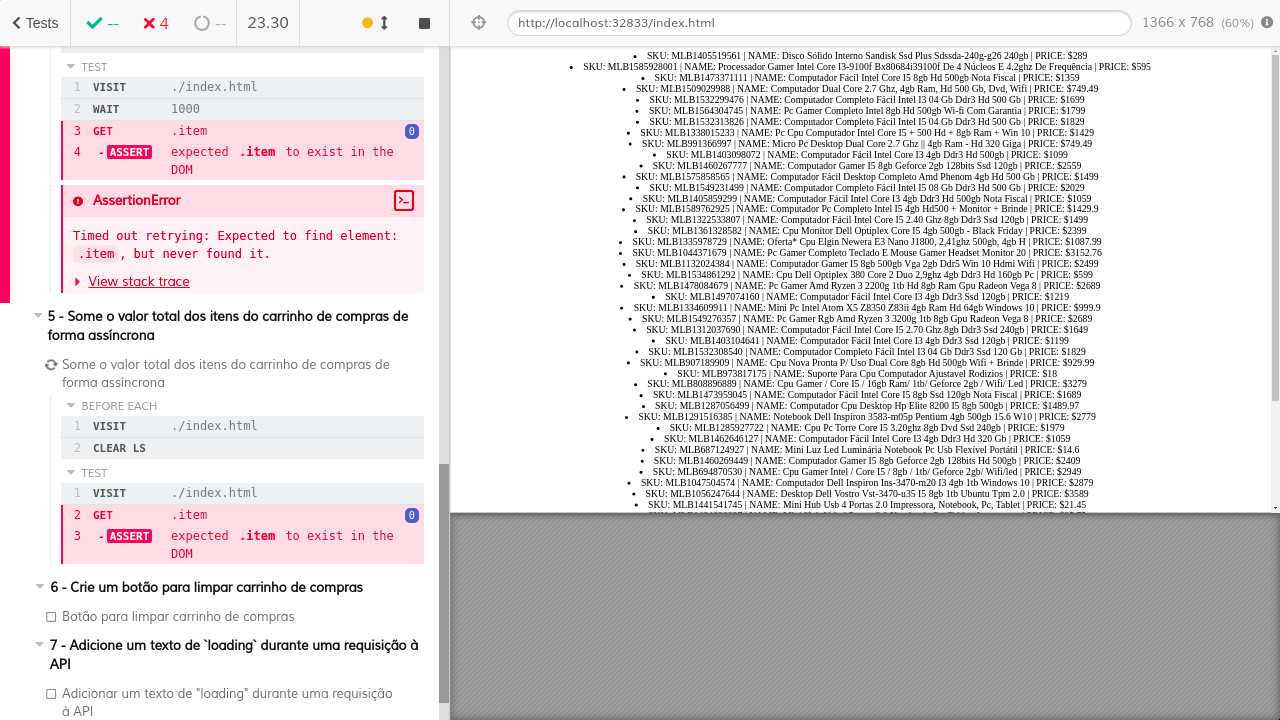 Tests
--
4
--
23.30
http://localhost:32833/index.html
1366 x 768 (60%)
TEST
1 VISIT ./index.html
2 WAIT 1000
3 GET .item 0
4 -ASSERT expected .item to exist in the
DOM
AssertionError
Timed out retrying: Expected to find element:
.item, but never found it.
View stack trace
5 - Some o valor total dos itens do carrinho de compras de
forma assíncrona
Some o valor total dos itens do carrinho de compras de
forma assíncrona
BEFORE EACH
1 VISIT ./index.html
2 CLEAR LS
TEST
1 VISIT ./index.html
2 GET .item 0
3 -ASSERT expected .item to exist in the
DOM
6 - Crie um botão para limpar carrinho de compras
Botão para limpar carrinho de compras
7 - Adicione um texto de `loading` durante uma requisição à
API
Adicionar um texto de "loading" durante uma requisição
à API
SKU: MLB1405519561 | NAME: Disco Sólido Interno Sandisk Ssd Plus Sdssda-240g-g26 240gb | PRICE: $289
SKU: MLB1585928001 | NAME: Processador Gamer Intel Core I3-9100f Bx80684i39100f De 4 Núcleos E 4.2ghz De Frequência | PRICE: $595
SKU: MLB1473371111 | NAME: Computador Fácil Intel Core I5 8gb Hd 500gb Nota Fiscal | PRICE: $1359
SKU: MLB1509029988 | NAME: Computador Dual Core 2.7 Ghz, 4gb Ram, Hd 500 Gb, Dvd, Wifi | PRICE: $749.49
SKU: MLB1532299476 | NAME: Computador Completo Fácil Intel I3 04 Gb Ddr3 Hd 500 Gb | PRICE: $1699
SKU: MLB1564304745 | NAME: Pc Gamer Completo Intel 8gb Hd 500gb Wi-fi Com Garantia | PRICE: $1799
SKU: MLB1532313826 | NAME: Computador Completo Fácil Intel I5 04 Gb Ddr3 Hd 500 Gb | PRICE: $1829
SKU: MLB1338015233 | NAME: Pc Cpu Computador Intel Core I5 + 500 Hd + 8gb Ram + Win 10 | PRICE: $1429
SKU: MLB991366997 | NAME: Micro Pc Desktop Dual Core 2.7 Ghz || 4gb Ram - Hd 320 Giga | PRICE: $749.49
SKU: MLB1403098072 | NAME: Computador Fácil Intel Core I3 4gb Ddr3 Hd 500gb | PRICE: $1099
SKU: MLB1460267777 | NAME: Computador Gamer I5 8gb Geforce 2gb 128bits Ssd 120gb | PRICE: $2559
SKU: MLB1575858565 | NAME: Computador Fácil Desktop Completo Amd Phenom 4gb Hd 500 Gb | PRICE: $1499
SKU: MLB1549231499 | NAME: Computador Completo Fácil Intel I5 08 Gb Ddr3 Hd 500 Gb | PRICE: $2029
SKU: MLB1405859299 | NAME: Computador Fácil Intel Core I3 4gb Ddr3 Hd 500gb Nota Fiscal | PRICE: $1059
SKU: MLB1589762925 | NAME: Computador Pc Completo Intel I5 4gb Hd500 + Monitor + Brinde | PRICE: $1429.9
SKU: MLB1322533807 | NAME: Computador Fácil Intel Core I5 2.40 Ghz 8gb Ddr3 Ssd 120gb | PRICE: $1499
SKU: MLB1361328582 | NAME: Cpu Monitor Dell Optiplex Core I5 4gb 500gb - Black Friday | PRICE: $2399
SKU: MLB1335978729 | NAME: Oferta* Cpu Elgin Newera E3 Nano J1800, 2,41ghz 500gb, 4gb H | PRICE: $1087.99
SKU: MLB1044371679 | NAME: Pc Gamer Completo Teclado E Mouse Gamer Headset Monitor 20 | PRICE: $3152.76
SKU: MLB1132024384 | NAME: Computador Gamer I5 8gb 500gb Vga 2gb Ddr5 Win 10 Hdmi Wifi | PRICE: $2499
SKU: MLB1534861292 | NAME: Cpu Dell Optiplex 380 Core 2 Duo 2,9ghz 4gb Ddr3 Hd 160gb Pc | PRICE: $599
SKU: MLB1478084679 | NAME: Pc Gamer Amd Ryzen 3 2200g 1tb Hd 8gb Ram Gpu Radeon Vega 8 | PRICE: $2689
SKU: MLB1497074160 | NAME: Computador Fácil Intel Core I3 4gb Ddr3 Ssd 120gb | PRICE: $1219
SKU: MLB1334609911 | NAME: Mini Pc Intel Atom X5 Z8350 Z83ii 4gb Ram Hd 64gb Windows 10 | PRICE: $999.9
SKU: MLB1549276357 | NAME: Pc Gamer Rgb Amd Ryzen 3 3200g 1tb 8gb Gpu Radeon Vega 8 | PRICE: $2689
SKU: MLB1312037690 | NAME: Computador Fácil Intel Core I5 2.70 Ghz 8gb Ddr3 Ssd 240gb | PRICE: $1649
SKU: MLB1403104641 | NAME: Computador Fácil Intel Core I3 4gb Ddr3 Ssd 120gb | PRICE: $1199
SKU: MLB1532308540 | NAME: Computador Completo Fácil Intel I3 04 Gb Ddr3 Ssd 120 Gb | PRICE: $1829
SKU: MLB907189909 | NAME: Cpu Nova Pronta P/ Uso Dual Core 8gb Hd 500gb Wifi + Brinde | PRICE: $929.99
SKU: MLB973817175 | NAME: Suporte Para Cpu Computador Ajustavel Rodizios | PRICE: $18
SKU: MLB808896889 | NAME: Cpu Gamer / Core I5 / 16gb Ram/ 1tb/ Geforce 2gb / Wifi/ Led | PRICE: $3279
SKU: MLB1473959045 | NAME: Computador Fácil Intel Core I5 8gb Ssd 120gb Nota Fiscal | PRICE: $1689
SKU: MLB1287056499 | NAME: Computador Cpu Desktop Hp Elite 8200 I5 8gb 500gb | PRICE: $1489.97
SKU: MLB1291516385 | NAME: Notebook Dell Inspiron 3583-m05p Pentium 4gb 500gb 15.6 W10 | PRICE: $2779
SKU: MLB1285927722 | NAME: Cpu Pc Torre Core I5 3.20ghz 8gb Dvd Ssd 240gb | PRICE: $1979
SKU: MLB1462646127 | NAME: Computador Fácil Intel Core I3 4gb Ddr3 Hd 320 Gb | PRICE: $1059
SKU: MLB687124927 | NAME: Mini Luz Led Luminária Notebook Pc Usb Flexível Portátil | PRICE: $14.6
SKU: MLB1460269449 | NAME: Computador Gamer I5 8gb Geforce 2gb 128bits Hd 500gb | PRICE: $2409
SKU: MLB694870530 | NAME: Cpu Gamer Intel / Core I5 / 8gb / 1tb/ Geforce 2gb/ Wifi/led | PRICE: $2949
SKU: MLB1047504574 | NAME: Computador Dell Inspiron Ins-3470-m20 I3 4gb 1tb Windows 10 | PRICE: $2879
SKU: MLB1056247644 | NAME: Desktop Dell Vostro Vst-3470-u35 I5 8gb 1tb Ubuntu Tpm 2.0 | PRICE: $3589
SKU: MLB1441541745 | NAME: Mini Hub Usb 4 Portas 2.0 Impressora, Notebook, Pc, Tablet | PRICE: $21.45